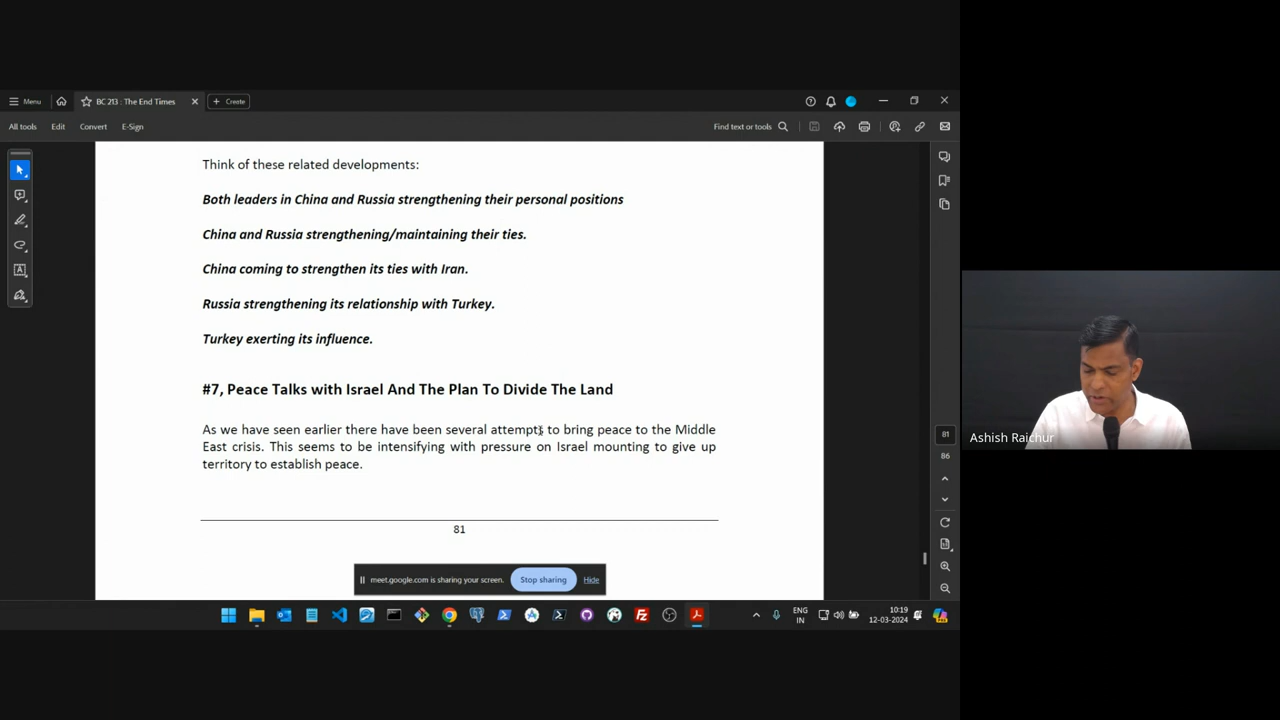 Menu
BC 213 : The End Times
Create
All tools
Edit
Convert
E-Sign
Find text or tools
Think of these related developments:
Both leaders in China and Russia strengthening their personal positions
China and Russia strengthening/maintaining their ties.
China coming to strengthen its ties with Iran.
Russia strengthening its relationship with Turkey.
Turkey exerting its influence.
#7, Peace Talks with Israel And The Plan To Divide The Land
As we have seen earlier there have been several attempts to bring peace to the Middle
East crisis. This seems to be intensifying with pressure on Israel mounting to give up
territory to establish peace.
81
81
86
meet.google.com is sharing your screen.
Stop sharing
Hide
ENG
IN
10:19
12-03-2024
Ashish Raichur